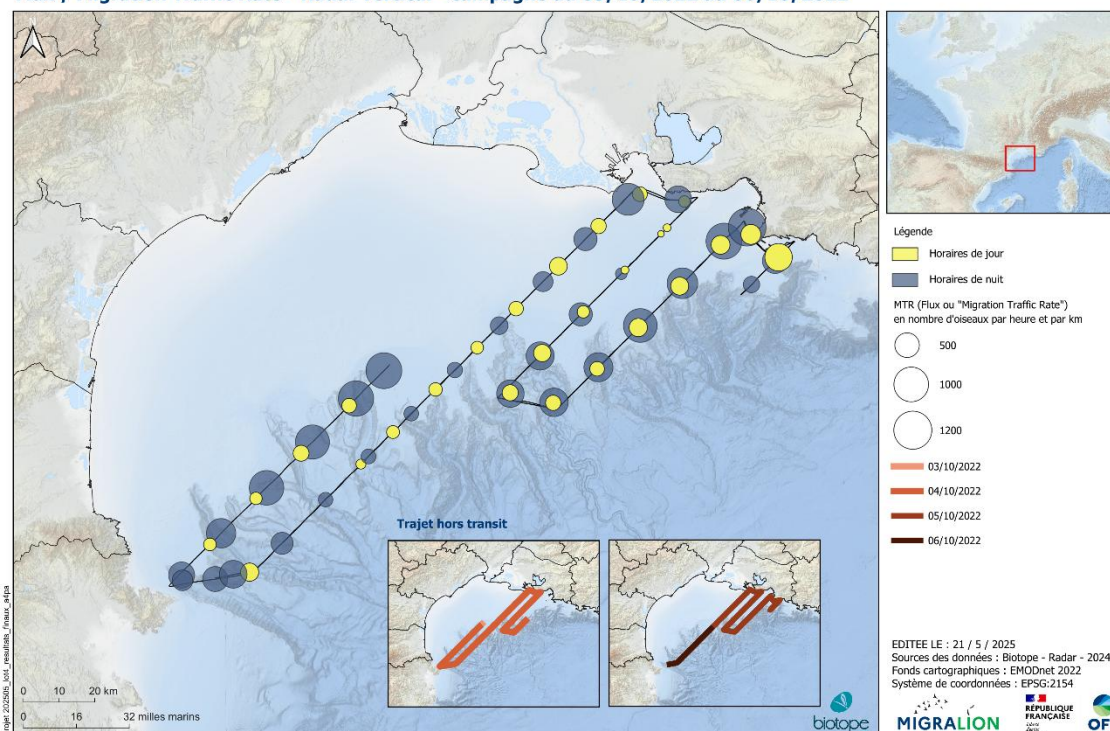 Horaires de jour
Horaires de nuit
Légende
MTR (Flux ou "Migration Traffic Rate")
en nombre d'oiseaux par heure et par km
500
1000
1200
03/10/2022
04/10/2022
05/10/2022
06/10/2022
Trajet hors transit
0 10 20 km
0 16 32 milles marins
biotope
EDITEE LE : 21 / 5 / 2025
Sources des données : Biotope - Radar - 2024
Fonds cartographiques : EMODnet 2022
Système de coordonnées : EPSG:2154
MIGRALION
RÉPUBLIQUE
FRANÇAISE